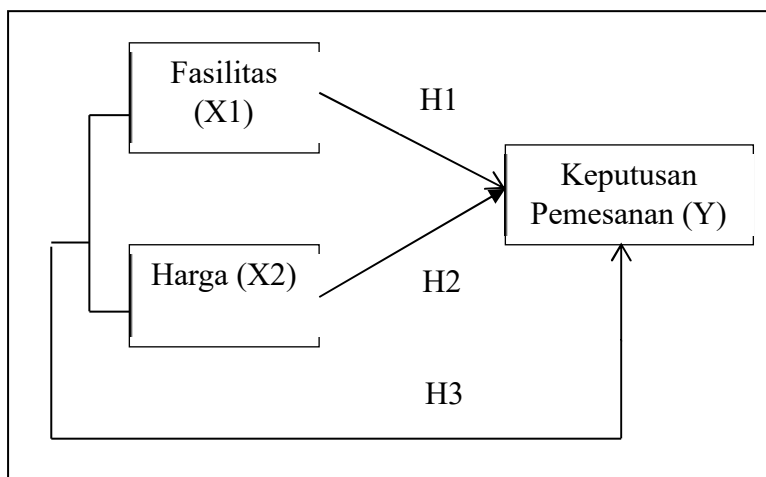 Fasilitas
(X1)
H1
Keputusan
Pemesanan (Y)
Harga (X2)
H2
H3